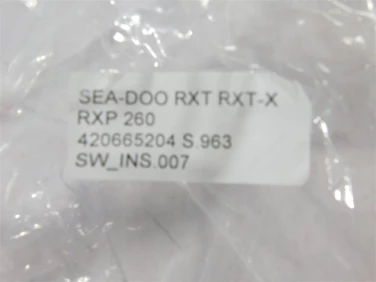 SEA-DOO RXT RXT-X
RXP 260
420665204 S.963
SW_INS.007